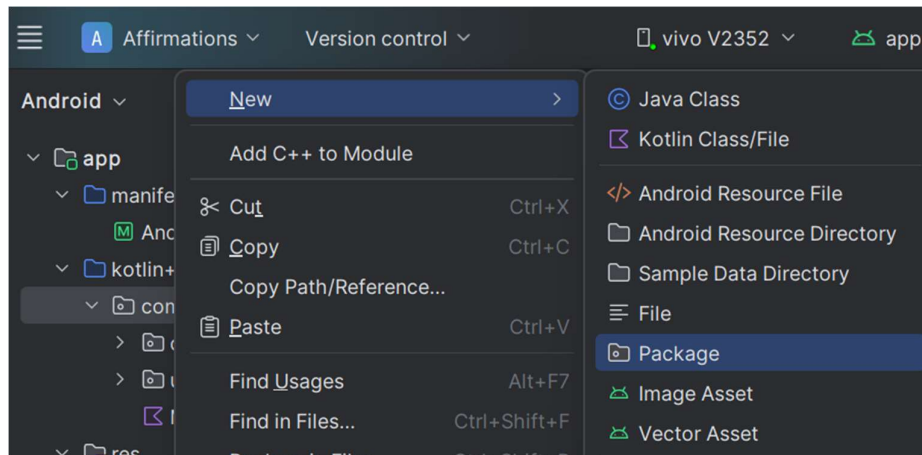 A Affirmations Version control vivo V2352 app
Android
app
manife
M And
kotlin+
com
res
New
Add C++ to Module
Cut Ctrl+X
Copy Ctrl+C
Copy Path/Reference...
Paste Ctrl+V
Find Usages Alt+F7
Find in Files... Ctrl+Shift+F
Java Class
Kotlin Class/File
Android Resource File
Android Resource Directory
Sample Data Directory
File
Package
Image Asset
Vector Asset